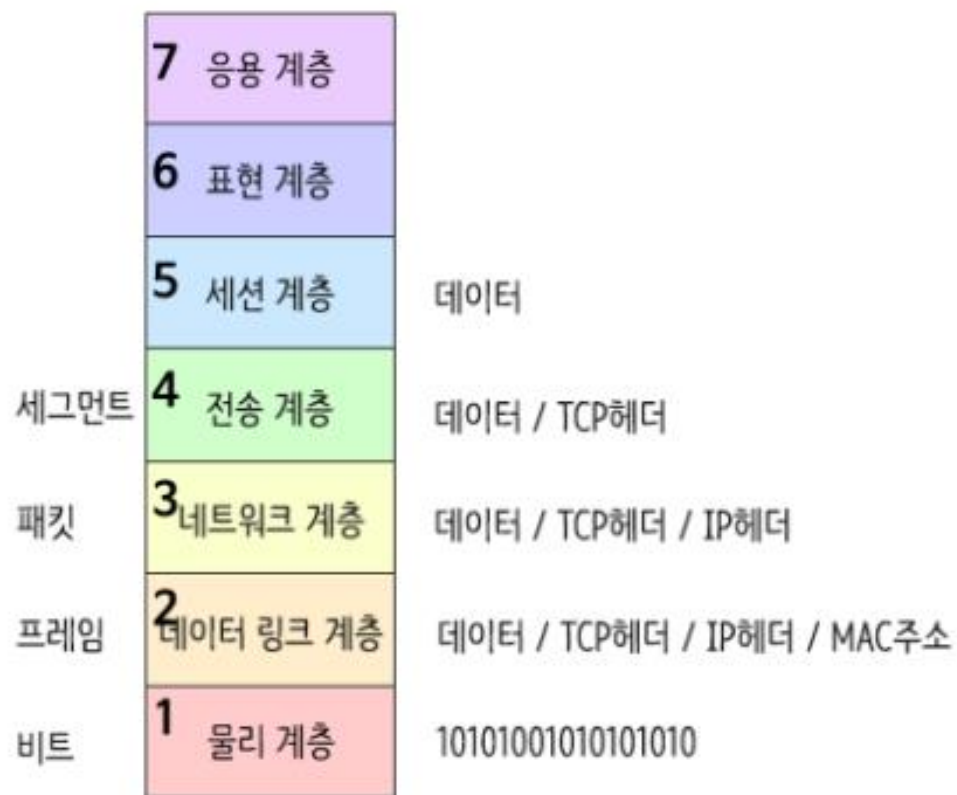 7 응용 계층
6 표현 계층
5 세션 계층 데이터
세그먼트 4 전송 계층 데이터 / TCP헤더
패킷 3 네트워크 계층 데이터 / TCP헤더 / IP헤더
프레임 2 데이터 링크 계층 데이터 / TCP헤더 / IP헤더 / MAC주소
비트 1 물리 계층 10101001010101010